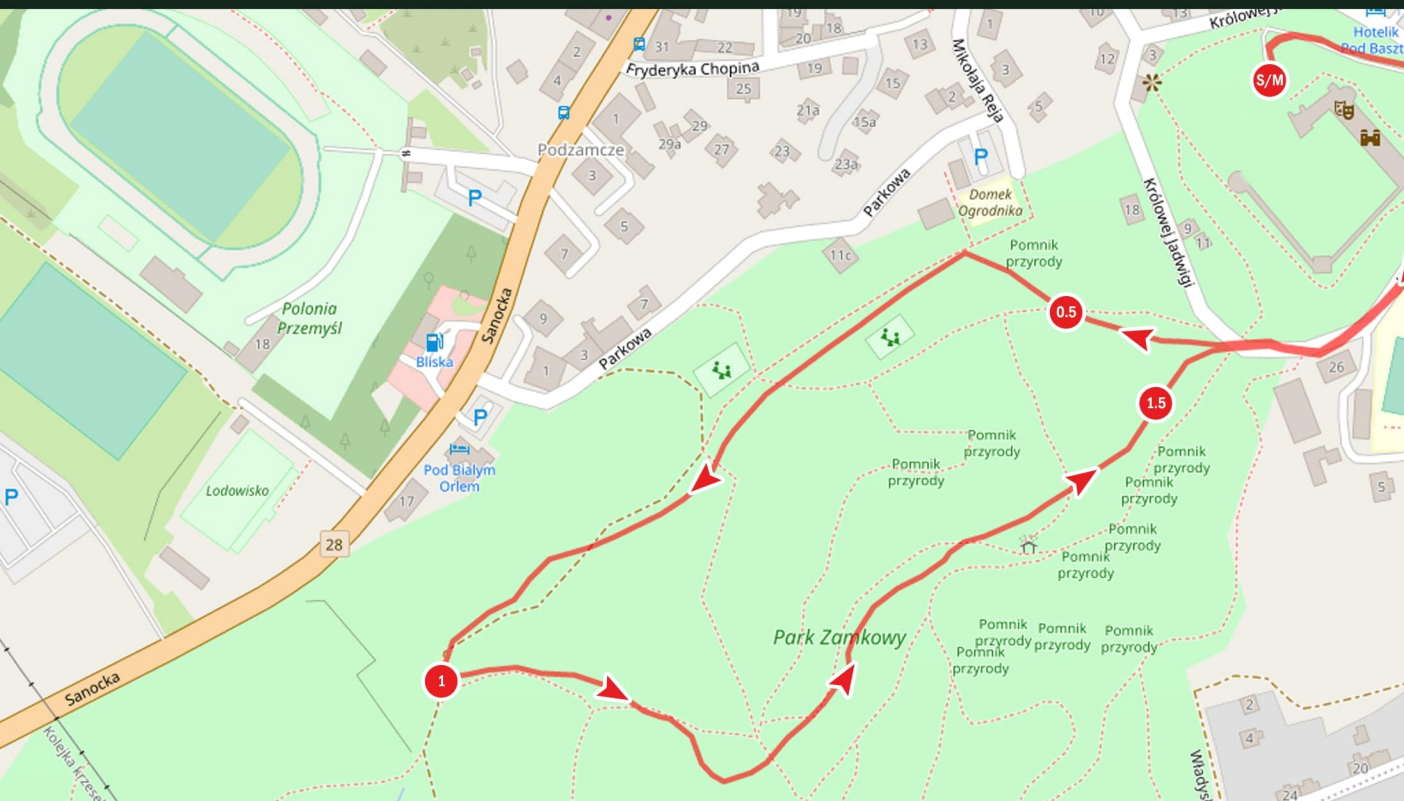 19
18
20
1
10
13
Królowej J
Hotelik
Pod Baszt
31
22
2
4
Fryderyka Chopina
19
25
13
15
Mikołaja Reja
3
12
3
S/M
2
5
1
29
29a
27
21a
15a
23
23a
Podzamcze
3
P
P
5
7
Parkowa
Domek
Ogrodnika
18
9
11
Królowej Jadwigi
11c
Pomnik
przyrody
Polonia
Przemyśl
18
Sanocka
9
7
3
1
Parkowa
0.5
Bliska
26
P
1.5
Pod Bialym
Orlem
17
Lodowisko
P
28
Pomnik
przyrody
Pomnik
przyrody
Pomnik
przyrody
Pomnik
przyrody
Pomnik
przyrody
Pomnik
przyrody
5
Park Zamkowy
Pomnik
przyrody
Pomnik
przyrody
Pomnik
przyrody
Pomnik
przyrody
1
Sanocka
Kolejka krzeseł
2
4
20
24
Władys